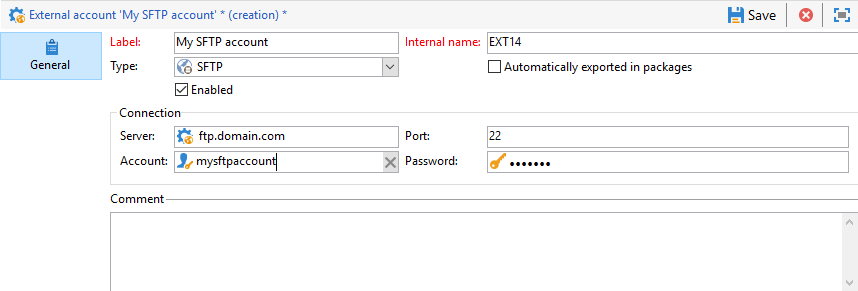 External account 'My SFTP account' * (creation) *
Save
General
Label: My SFTP account Internal name: EXT14
Type: SFTP Automatically exported in packages
Enabled
Connection
Server: ftp.domain.com Port: 22
Account: mysftpaccount Password: •••••••
Comment